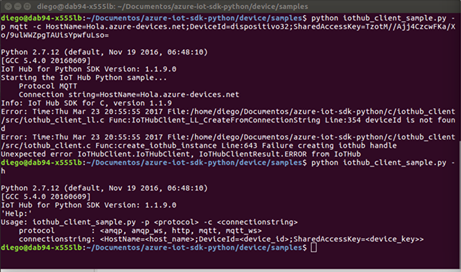 diego@dab94-x555lb: ~/Documentos/azure-iot-sdk-python/device/samples
diego@dab94-x555lb:~/Documentos/azure-iot-sdk-python/device/samples$ python iothub_client_sample.py -
p mqtt -c HostName=Hola.azure-devices.net;DeviceId=dispositivo32;SharedAccessKey=TzotM//Ajj4CzcwFKa/X
o/9ulWWZpgTAUisYpwfuLso=

Python 2.7.12 (default, Nov 19 2016, 06:48:10)
[GCC 5.4.0 20160609]
IoT Hub for Python SDK Version: 1.1.9.0
Starting the IoT Hub Python sample...
    Protocol MQTT
    Connection string=HostName=Hola.azure-devices.net
Info: IoT Hub SDK for C, version 1.1.9
Error: Time:Thu Mar 23 20:55:55 2017 File:/home/diego/Documentos/azure-iot-sdk-python/c/iothub_client
/src/iothub_client_ll.c Func:IoTHubClient_LL_CreateFromConnectionString Line:354 deviceId is not foun
d
Error: Time:Thu Mar 23 20:55:55 2017 File:/home/diego/Documentos/azure-iot-sdk-python/c/iothub_client
/src/iothub_client.c Func:create_iothub_instance Line:643 Failure creating iothub handle
Unexpected error IoTHubClient.IoTHubClient, IoTHubClientResult.ERROR from IoTHub
diego@dab94-x555lb:~/Documentos/azure-iot-sdk-python/device/samples$ python iothub_client_sample.py -
h

Python 2.7.12 (default, Nov 19 2016, 06:48:10)
[GCC 5.4.0 20160609]
IoT Hub for Python SDK Version: 1.1.9.0
'Help:'
Usage: iothub_client_sample.py -p <protocol> -c <connectionstring>
    protocol        : <amqp, amqp_ws, http, mqtt, mqtt_ws>
    connectionstring: <HostName=<host_name>;DeviceId=<device_id>;SharedAccessKey=<device_key>>
diego@dab94-x555lb:~/Documentos/azure-iot-sdk-python/device/samples$